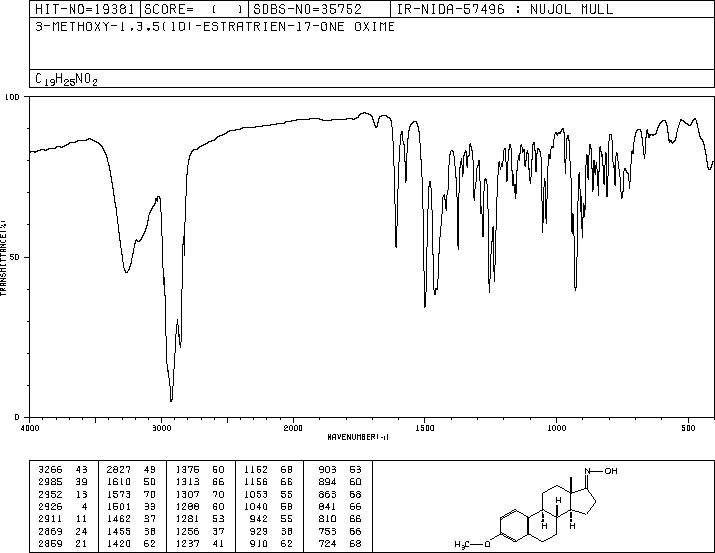 HIT-NO=19381 SCORE= ( ) SDBS-NO=35752 IR-NIDA-57496 : NUJOL MULL
3-METHOXY-1,3,5(10)-ESTRATRIEN-17-ONE OXIME
C19H25NO2
100
50
0
TRANSMITTANCE(%)
4000 3000 2000 1500 1000 500
WAVENUMBER(-1)
3266 43 2827 49 1376 50 1162 68 903 53
2985 39 1610 50 1313 66 1156 66 894 60
2952 13 1573 70 1307 70 1053 55 863 68
2926 4 1501 33 1288 60 1040 58 841 66
2911 11 1462 37 1281 53 942 55 810 66
2869 24 1455 38 1256 37 929 38 753 66
2859 21 1420 62 1237 41 910 62 724 68
N OH
H
H H
H3C O